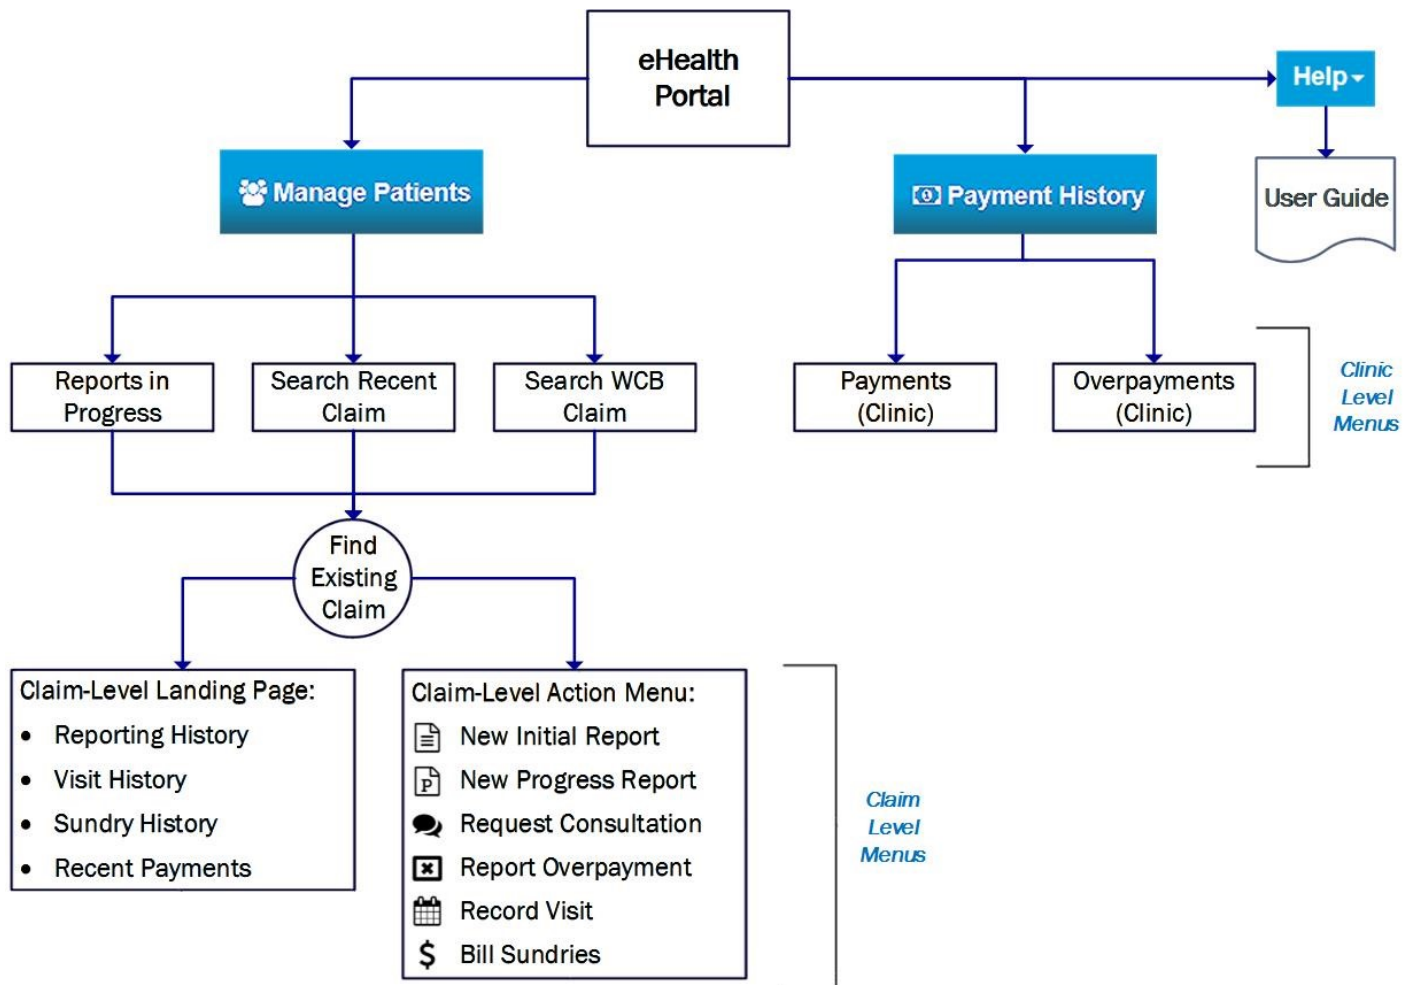 eHealth
Portal
Help
Manage Patients
Payment History
User Guide
Reports in
Progress
Search Recent
Claim
Search WCB
Claim
Payments
(Clinic)
Overpayments
(Clinic)
Clinic
Level
Menus
Find
Existing
Claim
Claim-Level Landing Page:
• Reporting History
• Visit History
• Sundry History
• Recent Payments
Claim-Level Action Menu:
New Initial Report
P New Progress Report
Request Consultation
Report Overpayment
Record Visit
$ Bill Sundries
Claim
Level
Menus